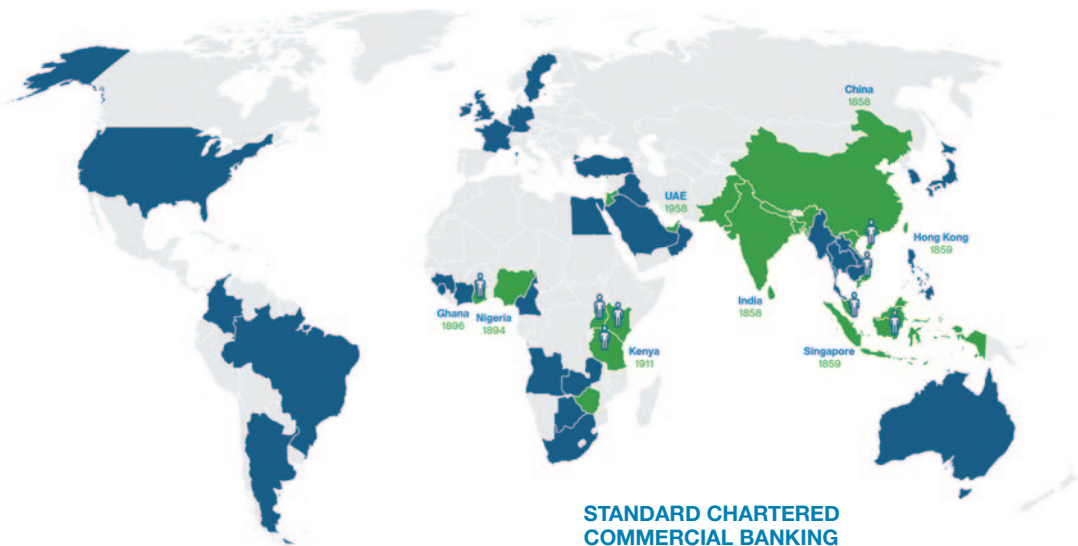 China
1858
UAE
1958
Hong Kong
1859
India
1858
Ghana
1896
Nigeria
1894
Singapore
1859
Kenya
1911
STANDARD CHARTERED
COMMERCIAL BANKING